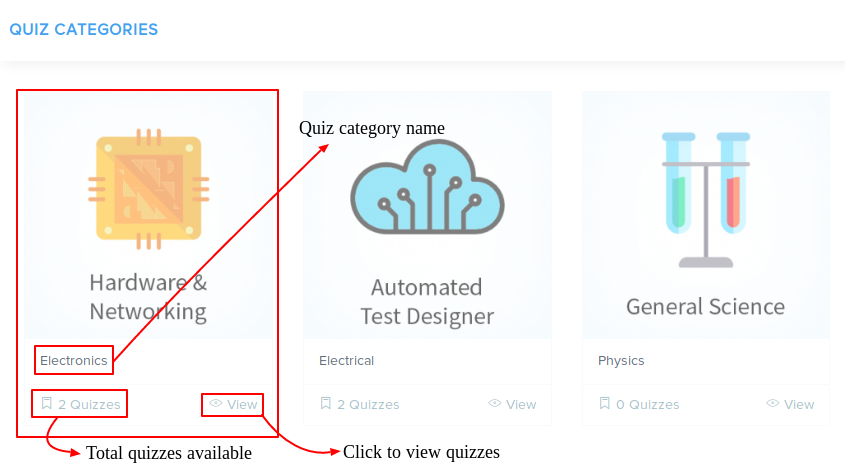 QUIZ CATEGORIES
Quiz category name
Hardware &
Networking
Automated
Test Designer
General Science
Electronics
Electrical
Physics
2 Quizzes
View
2 Quizzes
View
0 Quizzes
View
Total quizzes available
Click to view quizzes